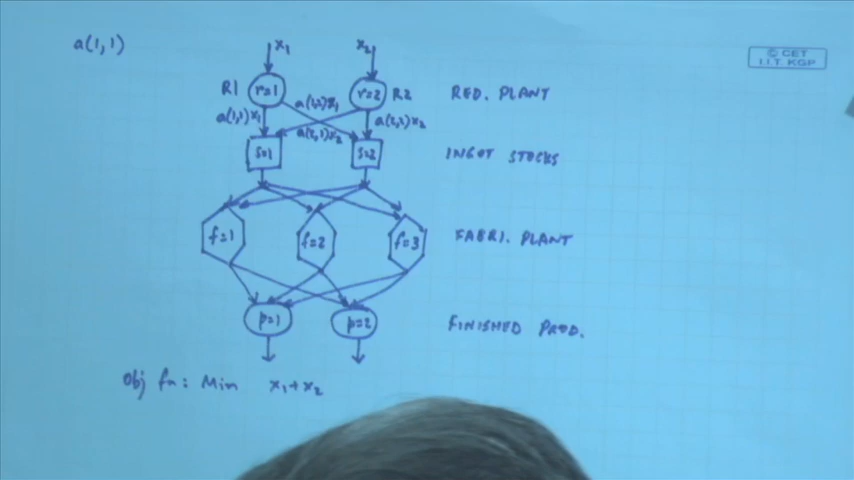 a(1,1)
x1 x2
© CET
I.I.T. KGP
R1 r=1 r=2 R2 RED. PLANT
a(1,1)x1 a(1,2)x1 a(2,1)x2 a(2,2)x2
s=1 s=2 INGOT STOCKS
f=1 f=2 f=3 FABRI. PLANT
p=1 p=2 FINISHED PROD.
Obj fn: Min x1+x2